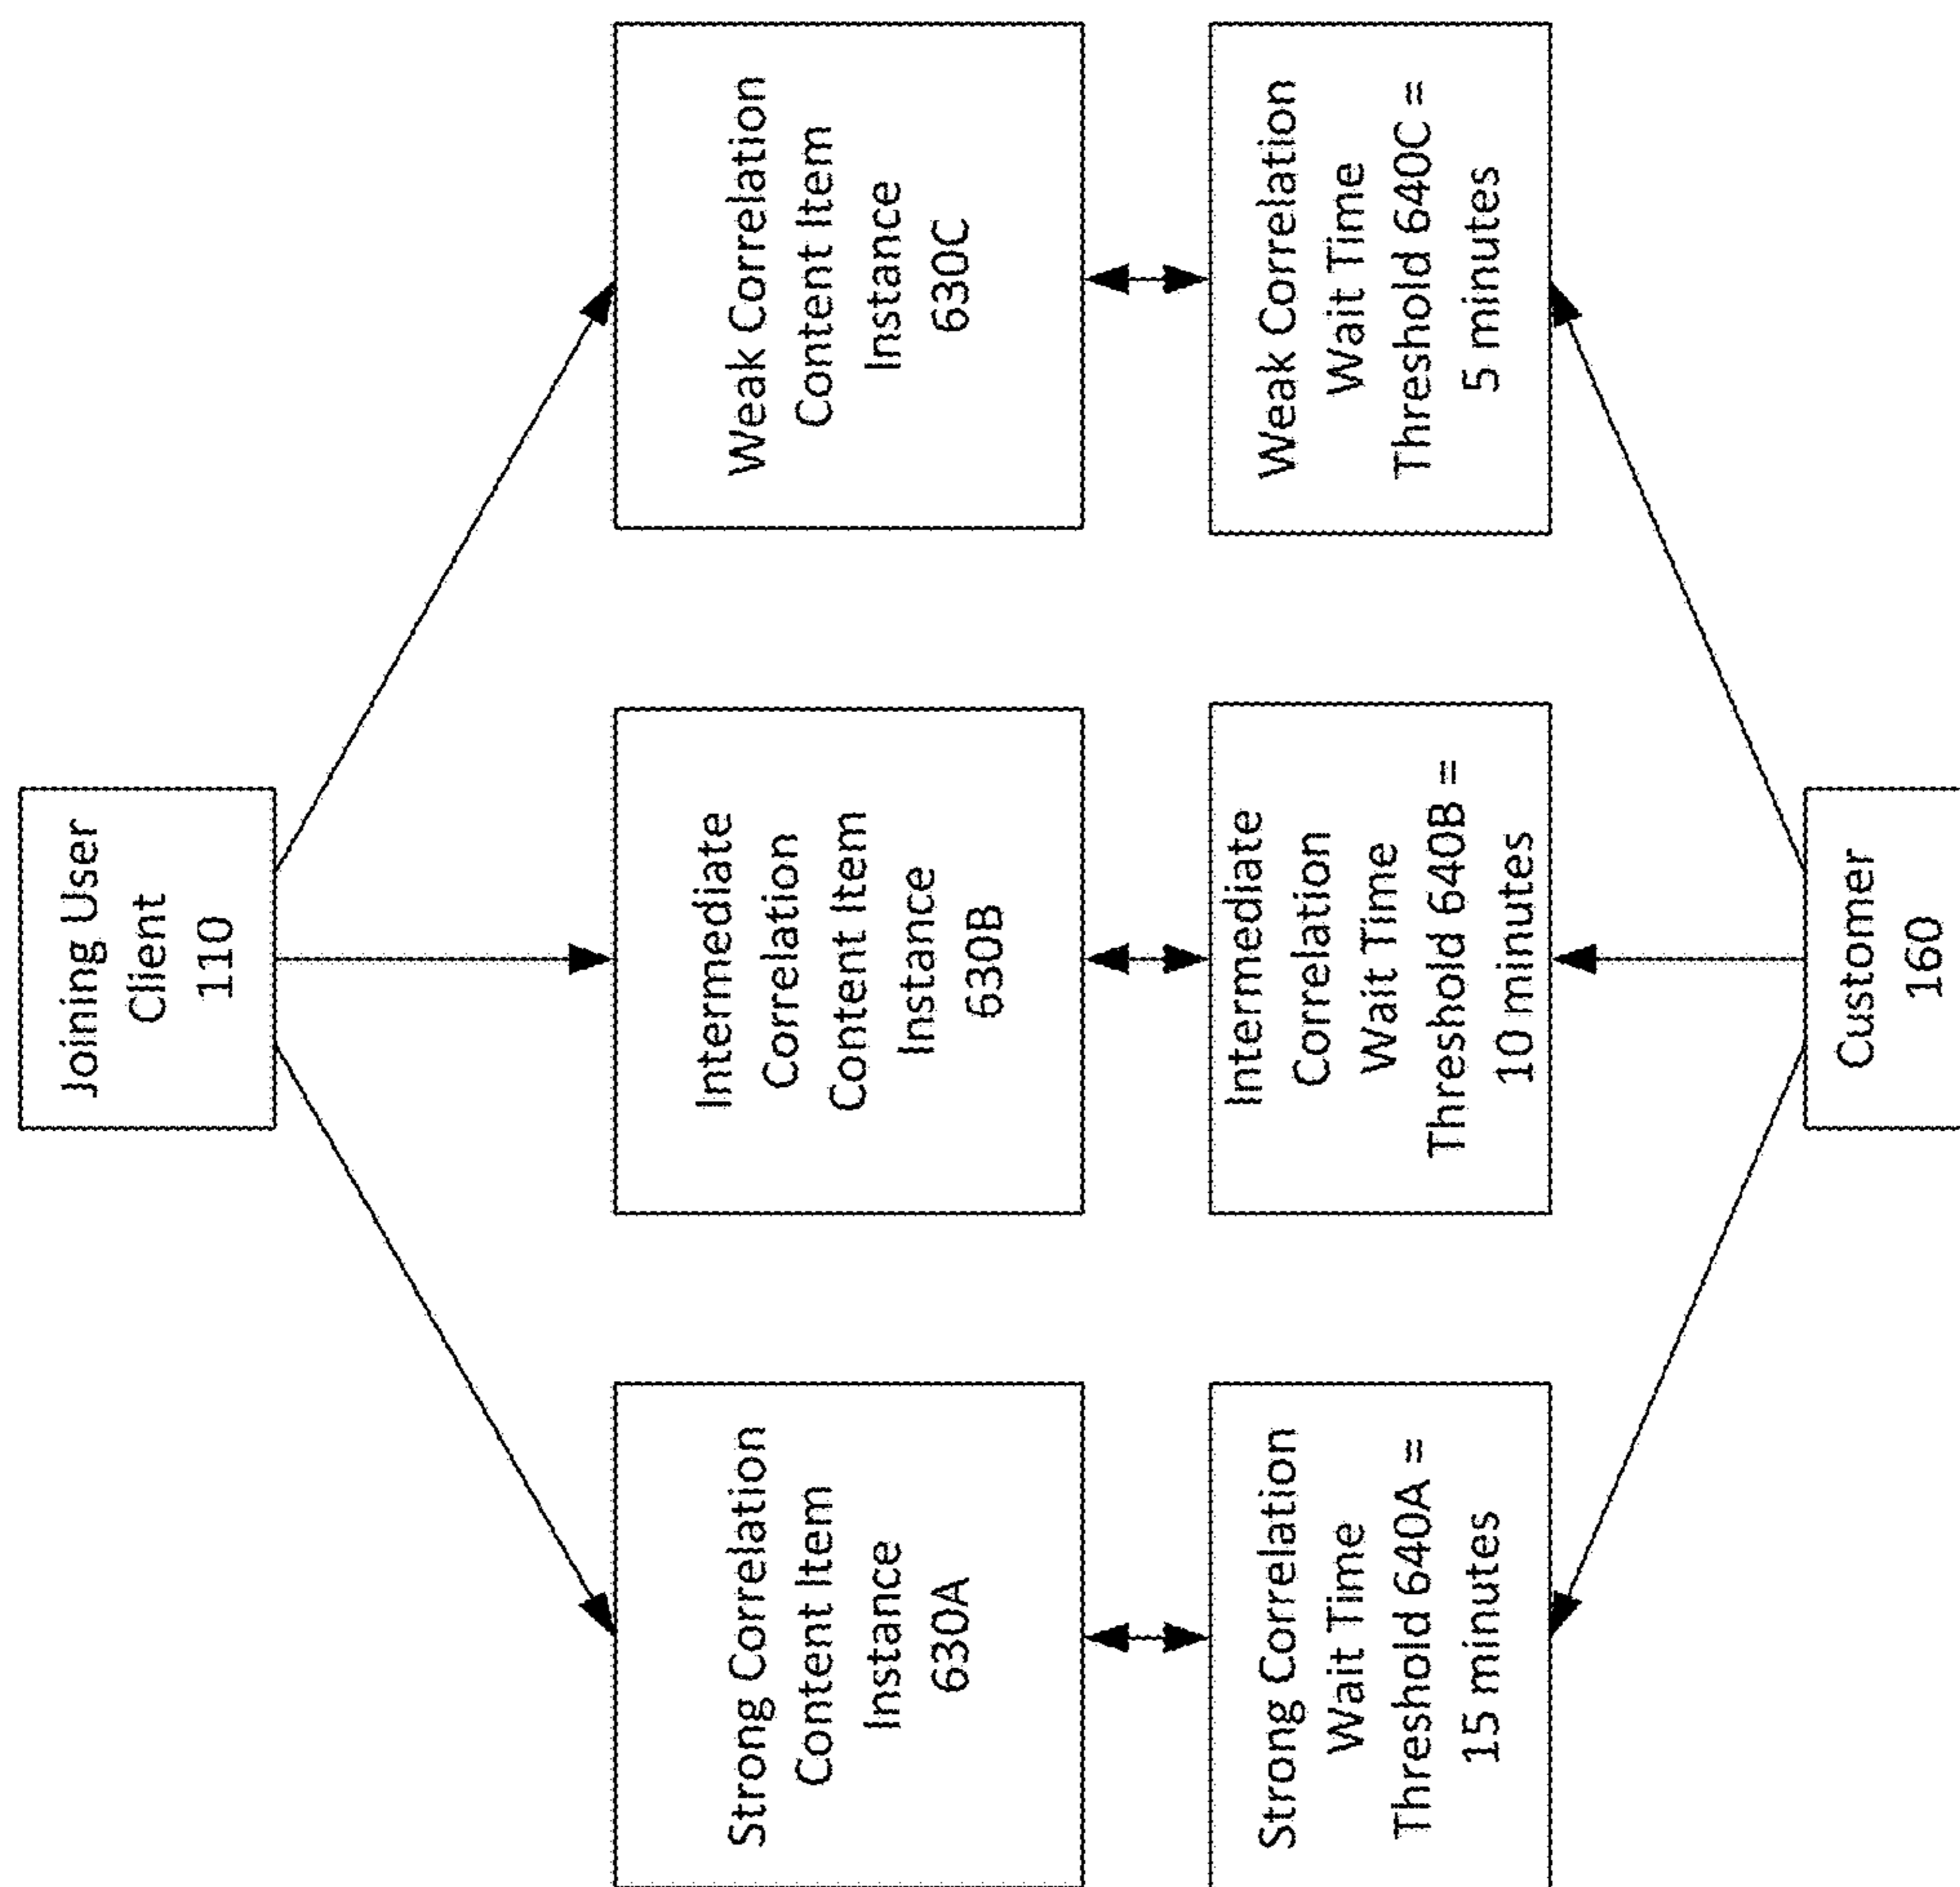 Joining User
Client
110
Strong Correlation
Content Item
Instance
630A
Intermediate
Correlation
Content Item
Instance
630B
Weak Correlation
Content Item
Instance
630C
Strong Correlation
Wait Time
Threshold 640A =
15 minutes
Intermediate
Correlation
Wait Time
Threshold 640B =
10 minutes
Weak Correlation
Wait Time
Threshold 640C =
5 minutes
Customer
160